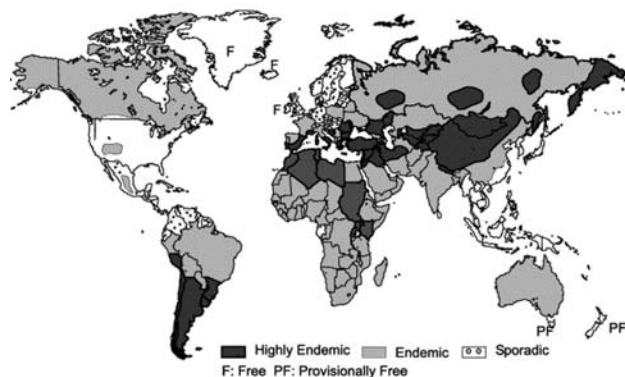 F
F
F
PF
PF
Highly Endemic Endemic Sporadic
F: Free PF: Provisionally Free